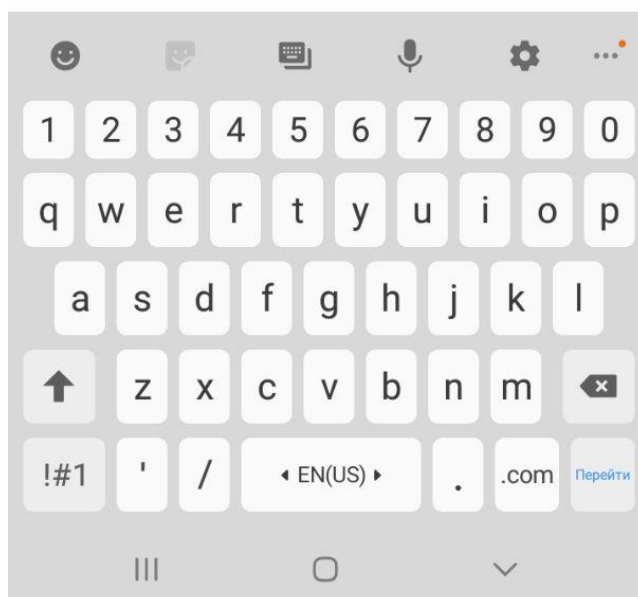 1 2 3 4 5 6 7 8 9 0
q w e r t y u i o p
a s d f g h j k l
z x c v b n m
!#1 ' / EN(US) . .com Перейти